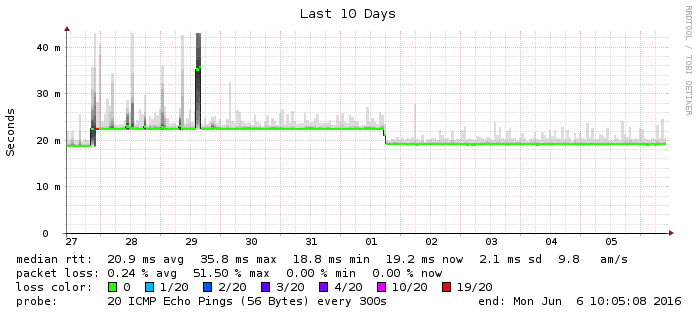 Last 10 Days
RRDTOOL / TOBI OETIKER
Seconds
40 m
30 m
20 m
10 m
0
27 28 29 30 31 01 02 03 04 05
median rtt: 20.9 ms avg 35.8 ms max 18.8 ms min 19.2 ms now 2.1 ms sd 9.8 am/s
packet loss: 0.24 % avg 51.50 % max 0.00 % min 0.00 % now
loss color: 0 1/20 2/20 3/20 4/20 10/20 19/20
probe: 20 ICMP Echo Pings (56 Bytes) every 300s end: Mon Jun 6 10:05:08 2016